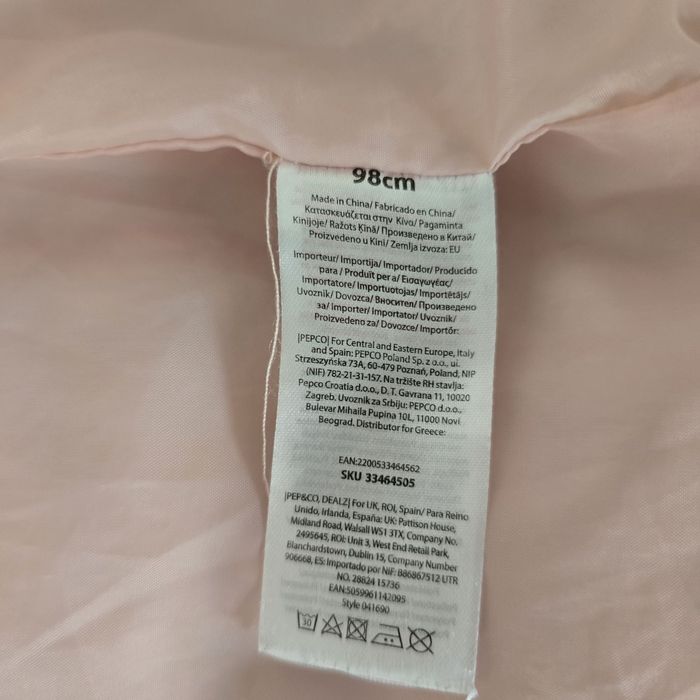 98cm
Made in China/ Fabricado en China/
Κατασκευάζεται στην Κίνα/ Pagaminta
Kinijoje/ Ražots Ķīnā/ Произведено в Китай/
Proizvedeno u Kini/ Zemlja izvoza: EU
Importeur/ Importija/ Importador/ Producido
para / Produit per a/ Εισαγωγέας/
Importatore/ Importuotojas/ Importētājs/
Uvoznik/ Dovozca/ Вносител/ Произведено
за/ Importer/ Importator/ Uvoznik/
Proizvedeno za/ Dovozce/ Importőr:
|PEPCO| For Central and Eastern Europe, Italy
and Spain: PEPCO Poland Sp. z o.o., ul.
Strzeszyńska 73A, 60-479 Poznań, Poland, NIP
(NIF) 782-21-31-157. Na tržište RH stavlja:
Pepco Croatia d.o.o., D. T. Gavrana 11, 10020
Zagreb. Uvoznik za Srbiju: PEPCO d.o.o.,
Bulevar Mihaila Pupina 10L, 11000 Novi
Beograd. Distributor for Greece:
EAN:2200533464562
SKU 33464505
|PEP&CO, DEALZ| For UK, ROI, Spain/ Para Reino
Unido, Irlanda, España: UK: Pattison House,
Midland Road, Walsall WS1 3TX, Company No.
2495645, ROI: Unit 3, West End Retail Park,
Blanchardstown, Dublin 15, Company Number
906668, ES: Importado por NIF: B86867512 UTR
NO. 28824 15736
EAN:5059961142095
Style 041690
30